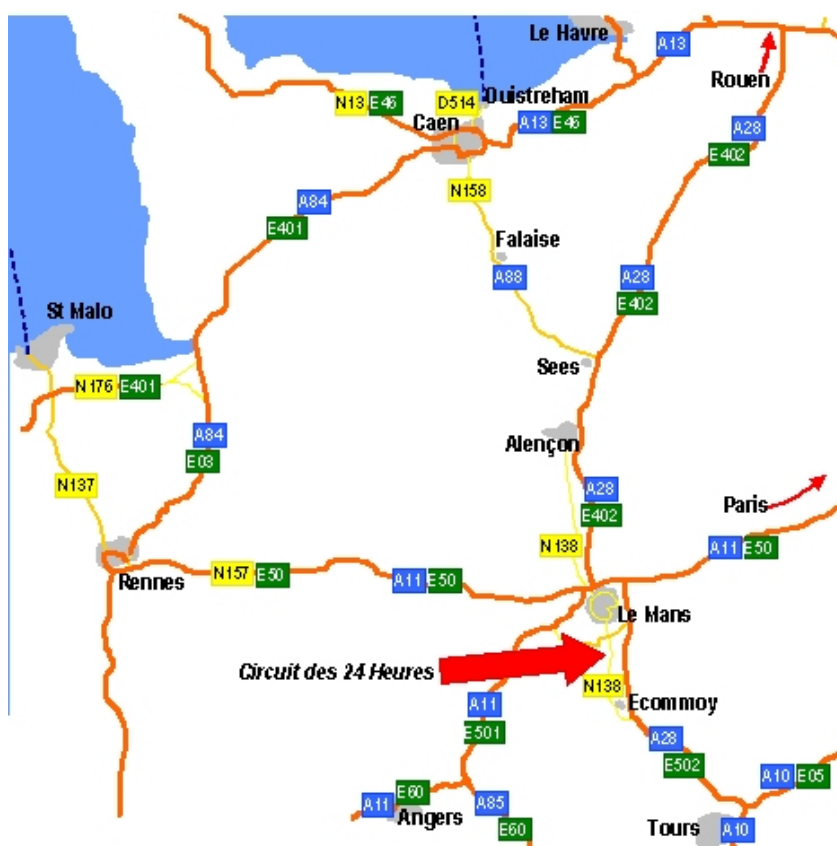 Le Havre
A13
Rouen
N13 E46
D514
Ouistreham
Caen
A13 E46
A28
E402
N158
A84
E401
Falaise
A88
A28
E402
St Malo
Sees
N176 E401
A84
E03
Alençon
N137
A28
E402
Paris
N138
A11 E50
Rennes
N157 E50
A11 E50
Le Mans
Circuit des 24 Heures
N138
A11
E501
Ecommoy
A28
E502
A10 E05
E60
A11
Angers
A85
E60
Tours
A10